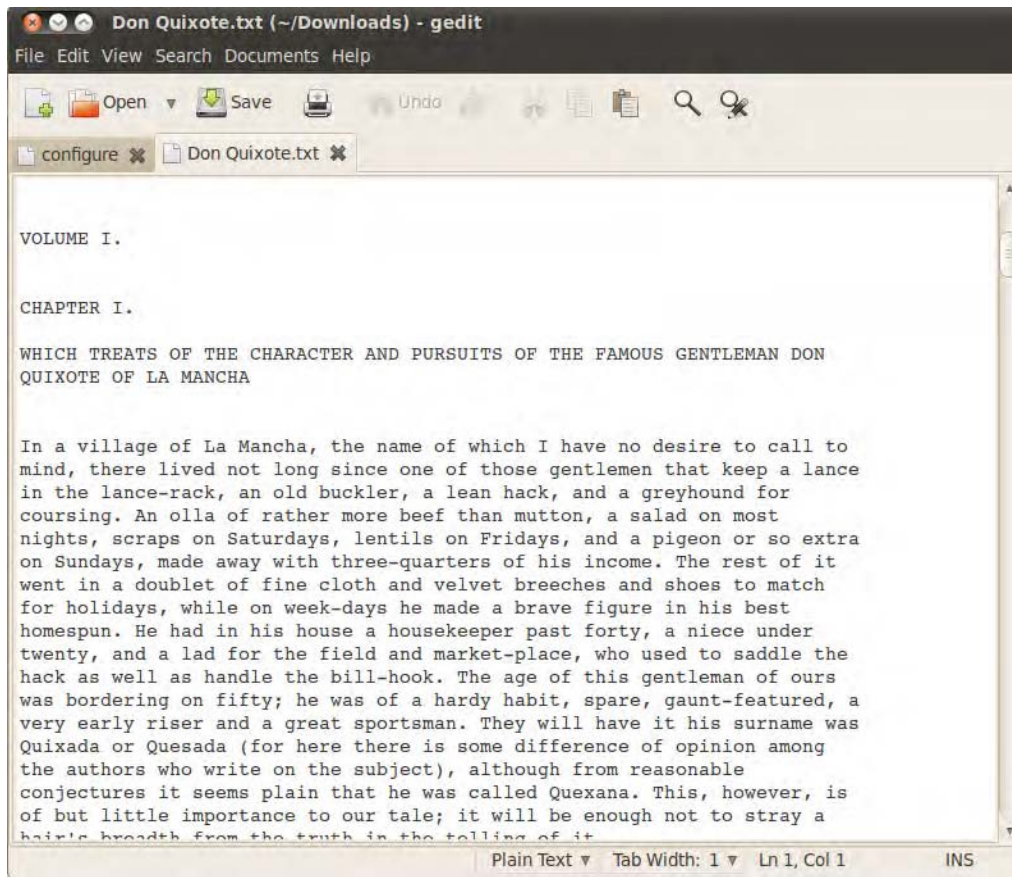 Don Quixote.txt (~/Downloads) - gedit
File Edit View Search Documents Help
Open Save Undo
configure Don Quixote.txt
VOLUME I.
CHAPTER I.
WHICH TREATS OF THE CHARACTER AND PURSUITS OF THE FAMOUS GENTLEMAN DON
QUIXOTE OF LA MANCHA
In a village of La Mancha, the name of which I have no desire to call to
mind, there lived not long since one of those gentlemen that keep a lance
in the lance-rack, an old buckler, a lean hack, and a greyhound for
coursing. An olla of rather more beef than mutton, a salad on most
nights, scraps on Saturdays, lentils on Fridays, and a pigeon or so extra
on Sundays, made away with three-quarters of his income. The rest of it
went in a doublet of fine cloth and velvet breeches and shoes to match
for holidays, while on week-days he made a brave figure in his best
homespun. He had in his house a housekeeper past forty, a niece under
twenty, and a lad for the field and market-place, who used to saddle the
hack as well as handle the bill-hook. The age of this gentleman of ours
was bordering on fifty; he was of a hardy habit, spare, gaunt-featured, a
very early riser and a great sportsman. They will have it his surname was
Quixada or Quesada (for here there is some difference of opinion among
the authors who write on the subject), although from reasonable
conjectures it seems plain that he was called Quexana. This, however, is
of but little importance to our tale; it will be enough not to stray a
hair's breadth from the truth in the telling of it
Plain Text Tab Width: 1 Ln 1, Col 1 INS